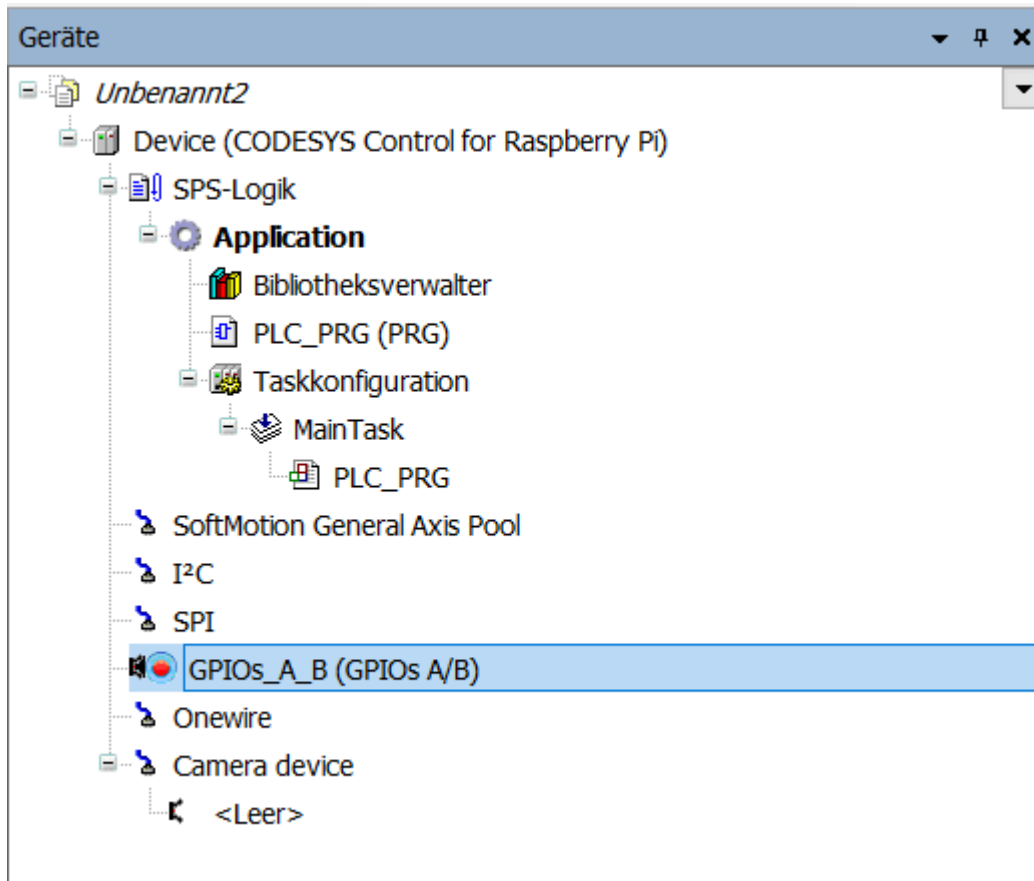 Geräte
Unbenannt2
Device (CODESYS Control for Raspberry Pi)
SPS-Logik
Application
Bibliotheksverwalter
PLC_PRG (PRG)
Taskkonfiguration
MainTask
PLC_PRG
SoftMotion General Axis Pool
I²C
SPI
GPIOs_A_B (GPIOs A/B)
Onewire
Camera device
<Leer>